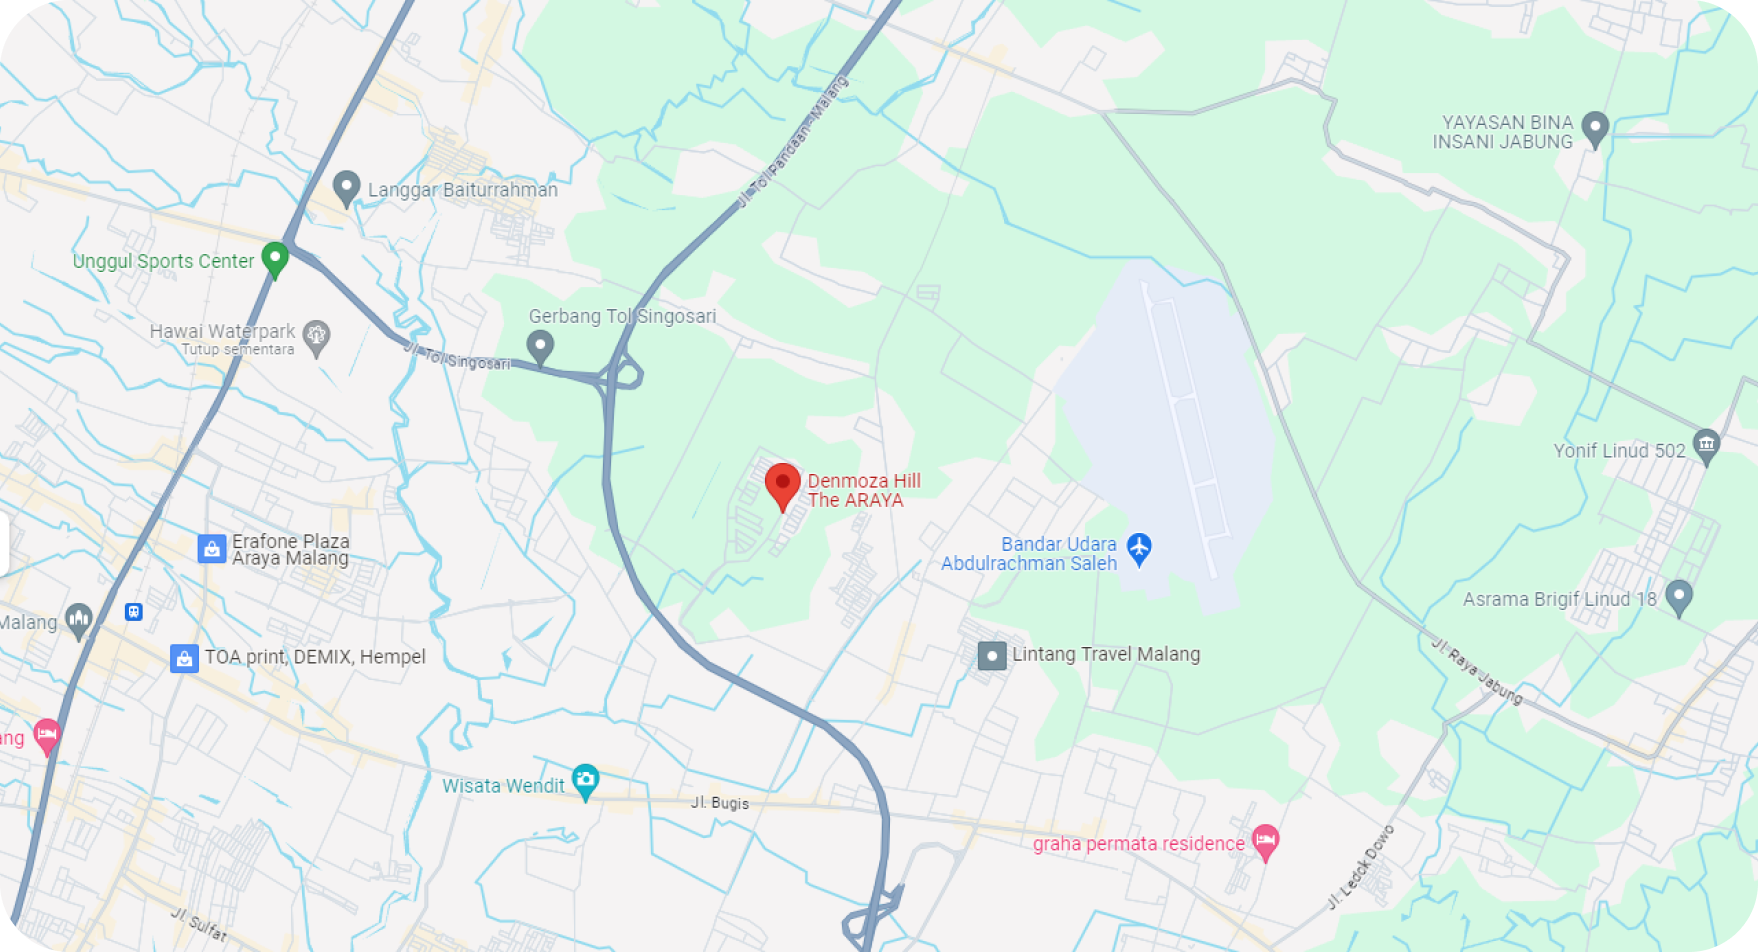 Jl. Tol Pandaan - Malang
YAYASAN BINA
INSANI JABUNG
Langgar Baiturrahman
Unggul Sports Center
Gerbang Tol Singosari
Hawai Waterpark
Tutup sementara
Jl. Tol Singosari
Yonif Linud 502
Denmoza Hill
The ARAYA
Erafone Plaza
Araya Malang
Bandar Udara
Abdulrachman Saleh
Asrama Brigif Linud 18
Malang
TOA print, DEMIX, Hempel
Lintang Travel Malang
Jl. Raya Jabung
ang
Wisata Wendit
Jl. Bugis
graha permata residence
Jl. Ledok Dowo
Jl. Sulfat